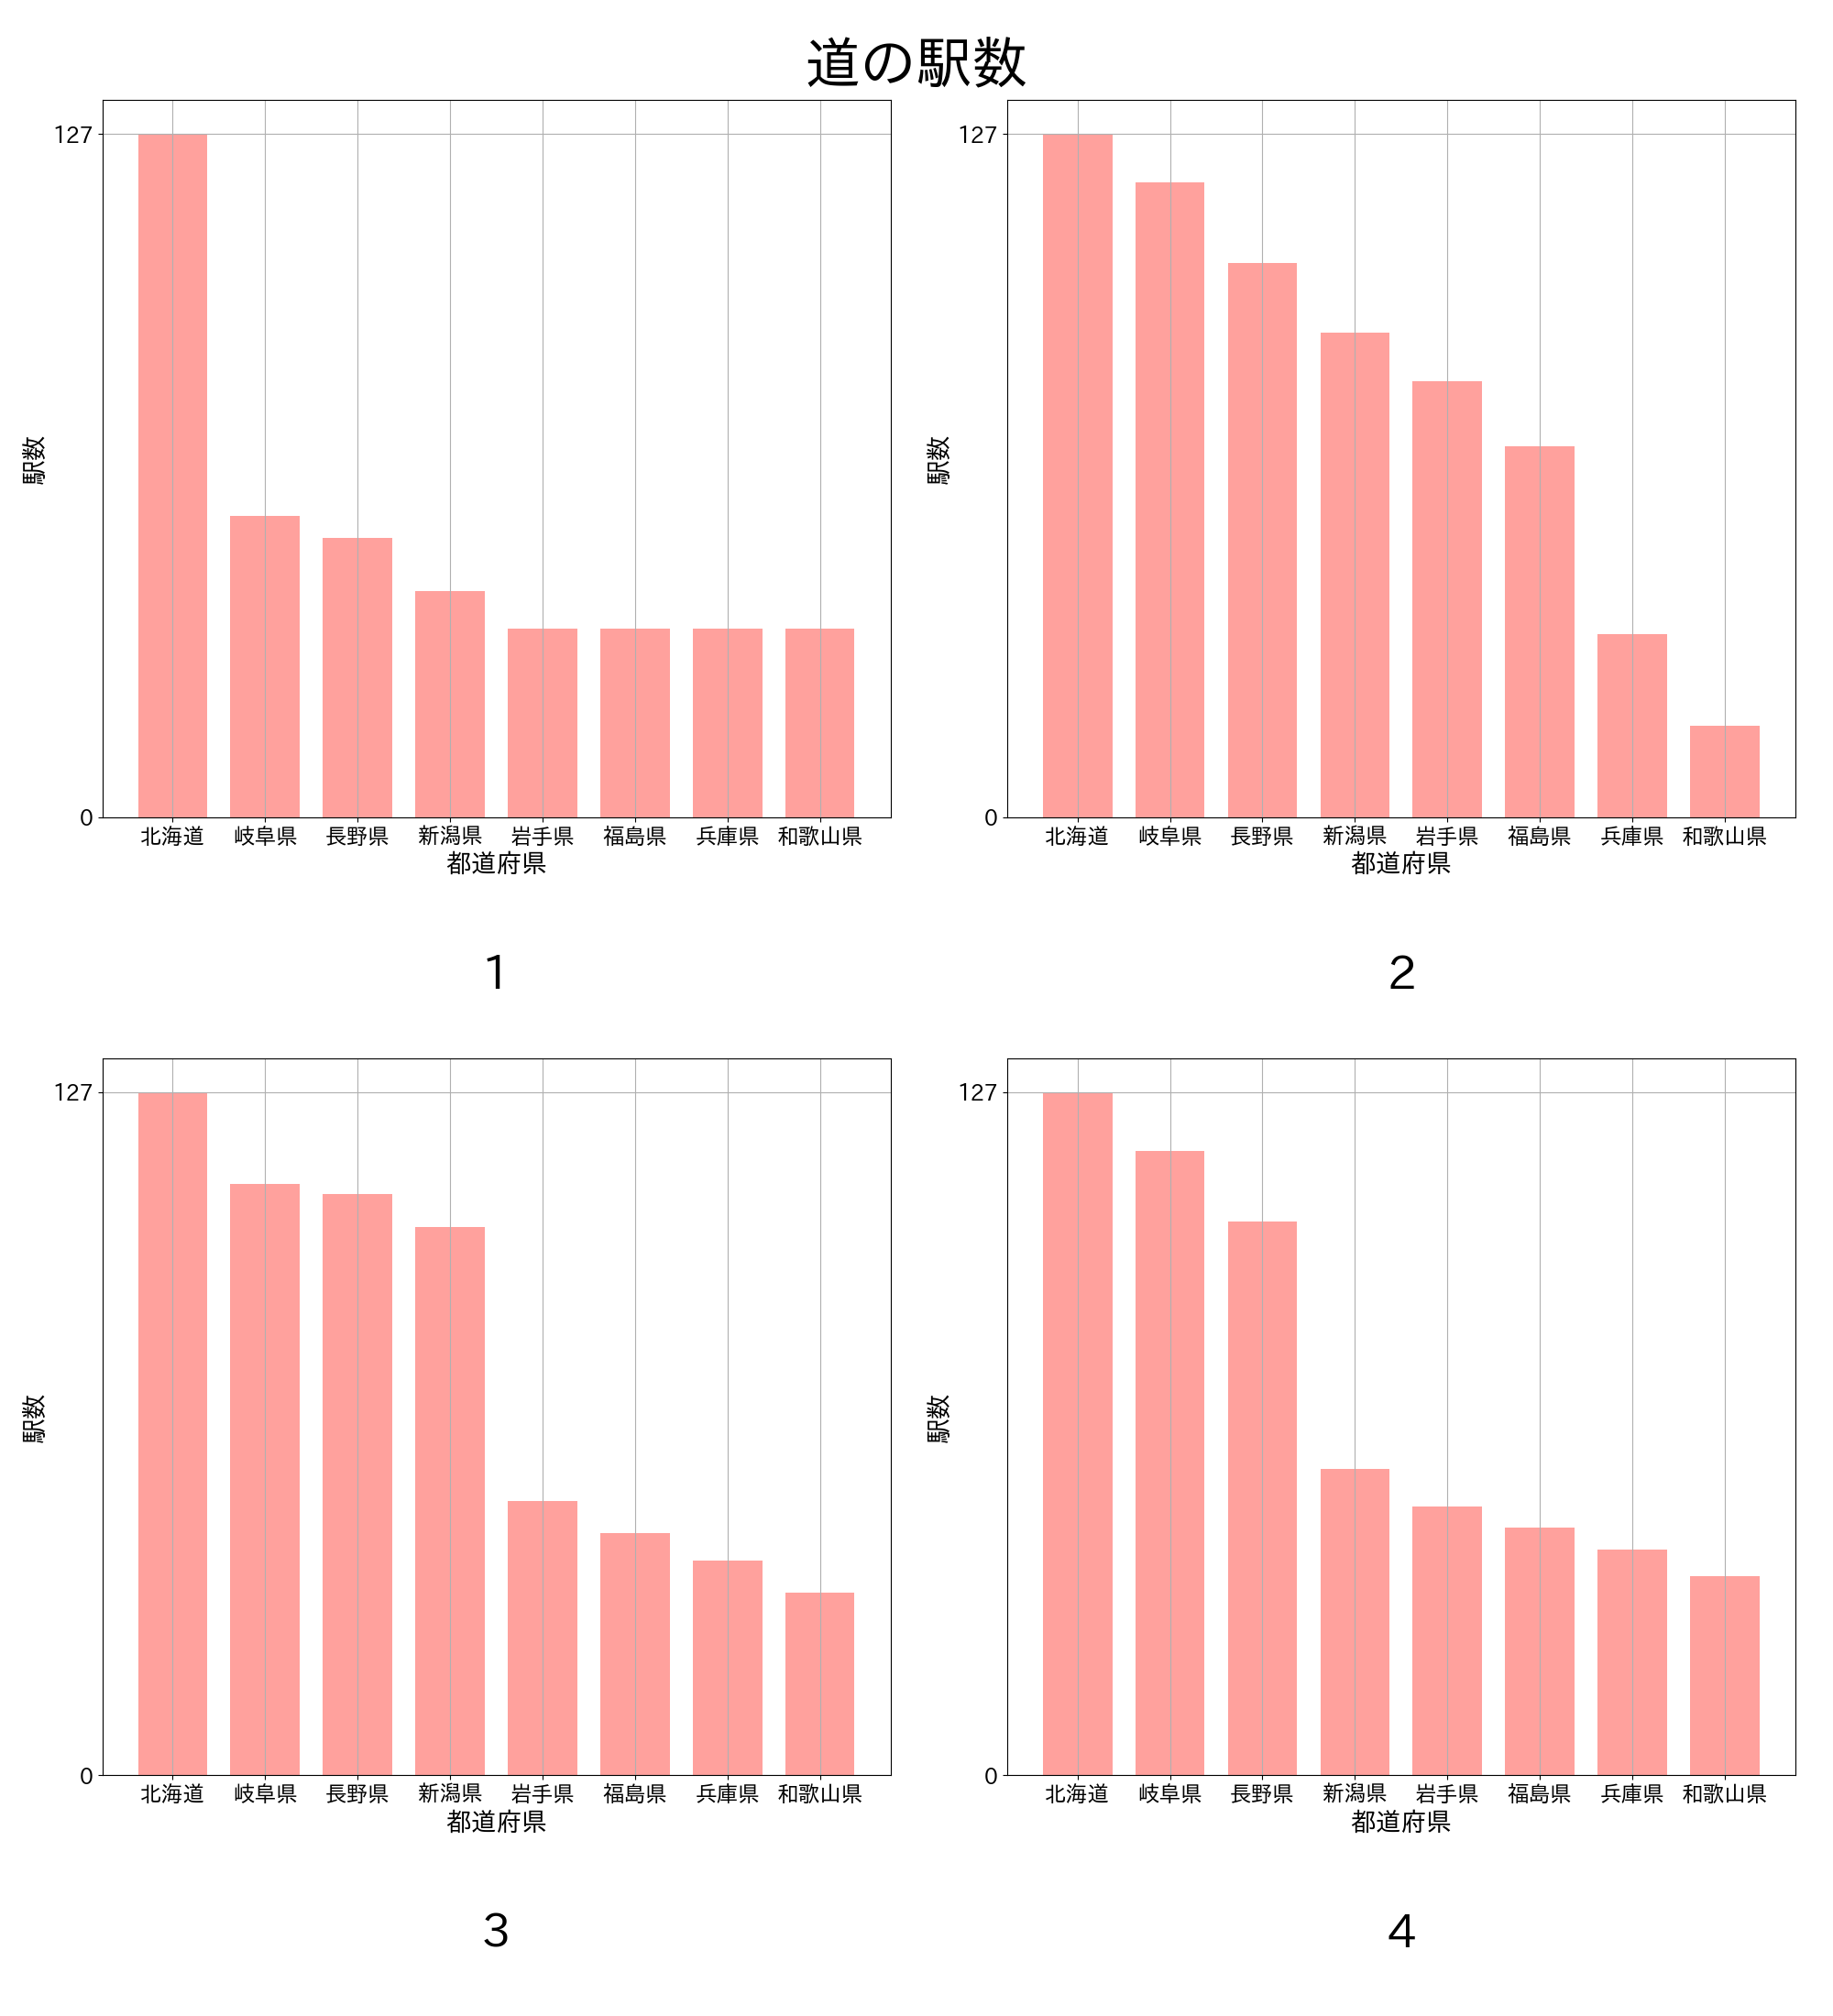 道の駅数
127
0
駅数
北海道 岐阜県 長野県 新潟県 岩手県 福島県 兵庫県 和歌山県
都道府県
1
127
0
駅数
北海道 岐阜県 長野県 新潟県 岩手県 福島県 兵庫県 和歌山県
都道府県
2
127
0
駅数
北海道 岐阜県 長野県 新潟県 岩手県 福島県 兵庫県 和歌山県
都道府県
3
127
0
駅数
北海道 岐阜県 長野県 新潟県 岩手県 福島県 兵庫県 和歌山県
都道府県
4